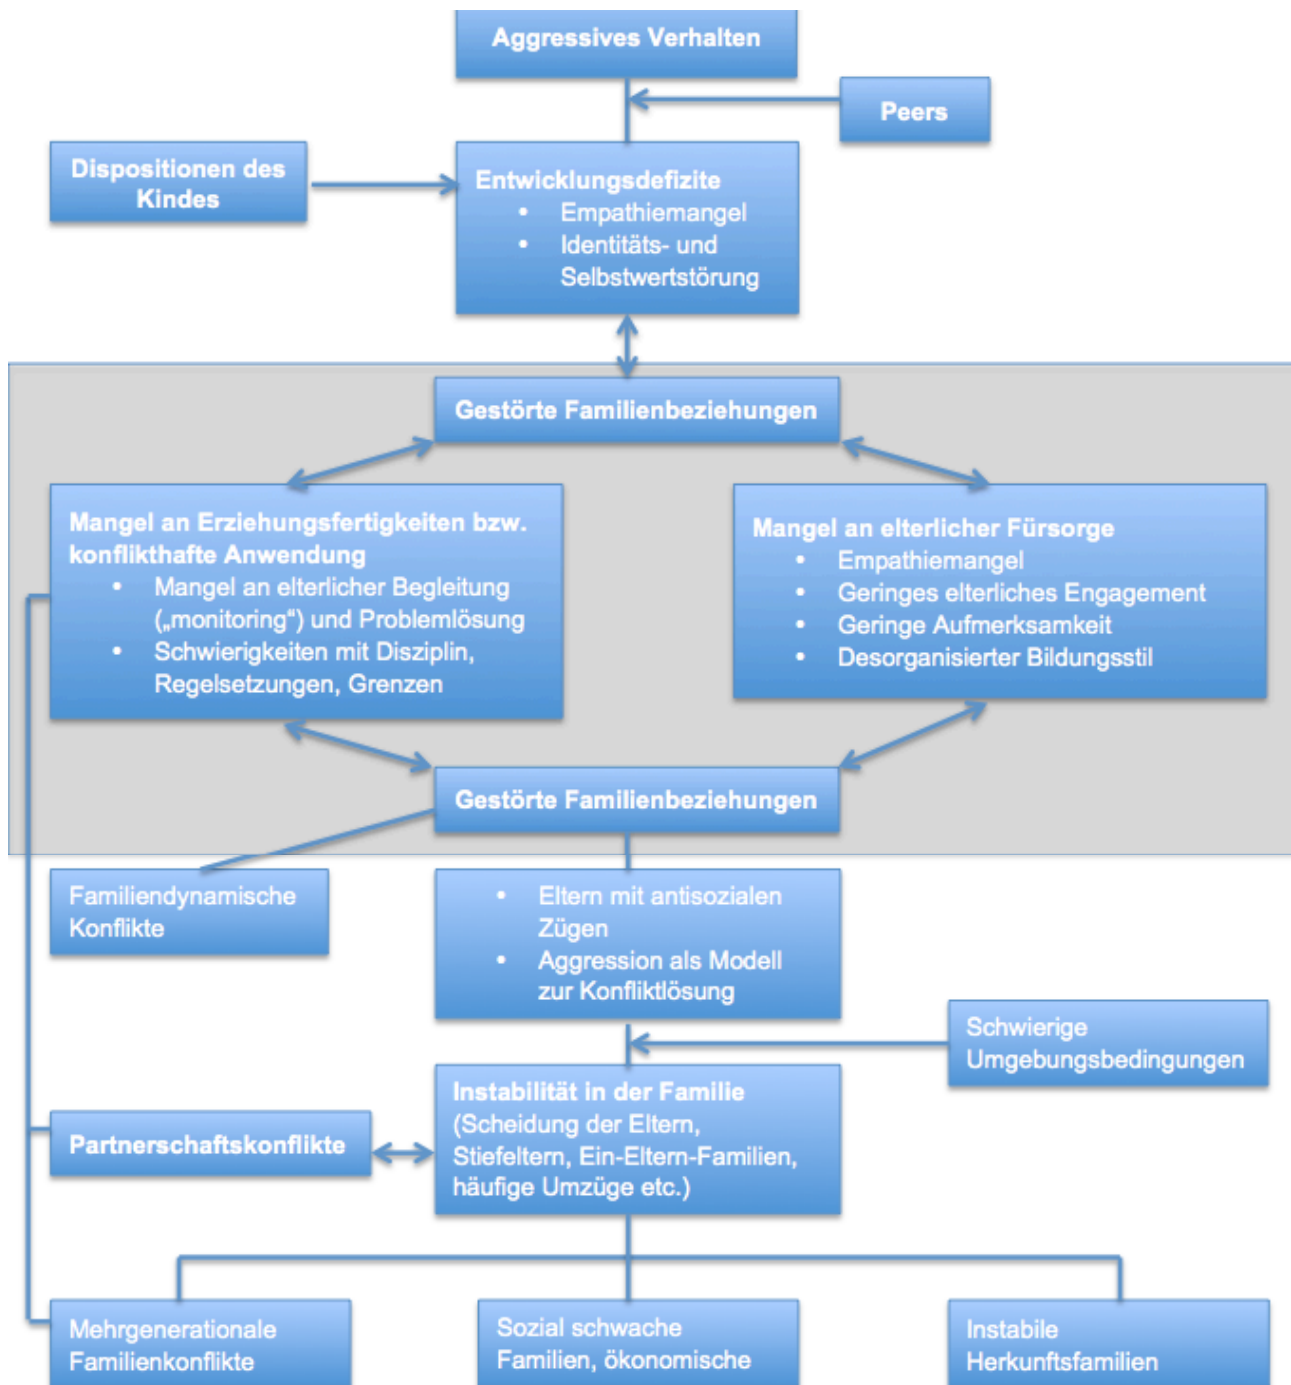 Aggressives Verhalten
Peers
Dispositionen des
Kindes
Entwicklungsdefizite
• Empathiemangel
• Identitäts- und
Selbstwertstörung
Gestörte Familienbeziehungen
Mangel an Erziehungsfertigkeiten bzw.
konflikthafte Anwendung
• Mangel an elterlicher Begleitung
(„monitoring“) und Problemlösung
• Schwierigkeiten mit Disziplin,
Regelsetzungen, Grenzen
Mangel an elterlicher Fürsorge
• Empathiemangel
• Geringes elterliches Engagement
• Geringe Aufmerksamkeit
• Desorganisierter Bildungsstil
Gestörte Familienbeziehungen
Familiendynamische
Konflikte
• Eltern mit antisozialen
Zügen
• Aggression als Modell
zur Konfliktlösung
Schwierige
Umgebungsbedingungen
Instabilität in der Familie
(Scheidung der Eltern,
Stiefeltern, Ein-Eltern-Familien,
häufige Umzüge etc.)
Partnerschaftskonflikte
Mehrgenerationale
Familienkonflikte
Sozial schwache
Familien, ökonomische
Instabile
Herkunftsfamilien